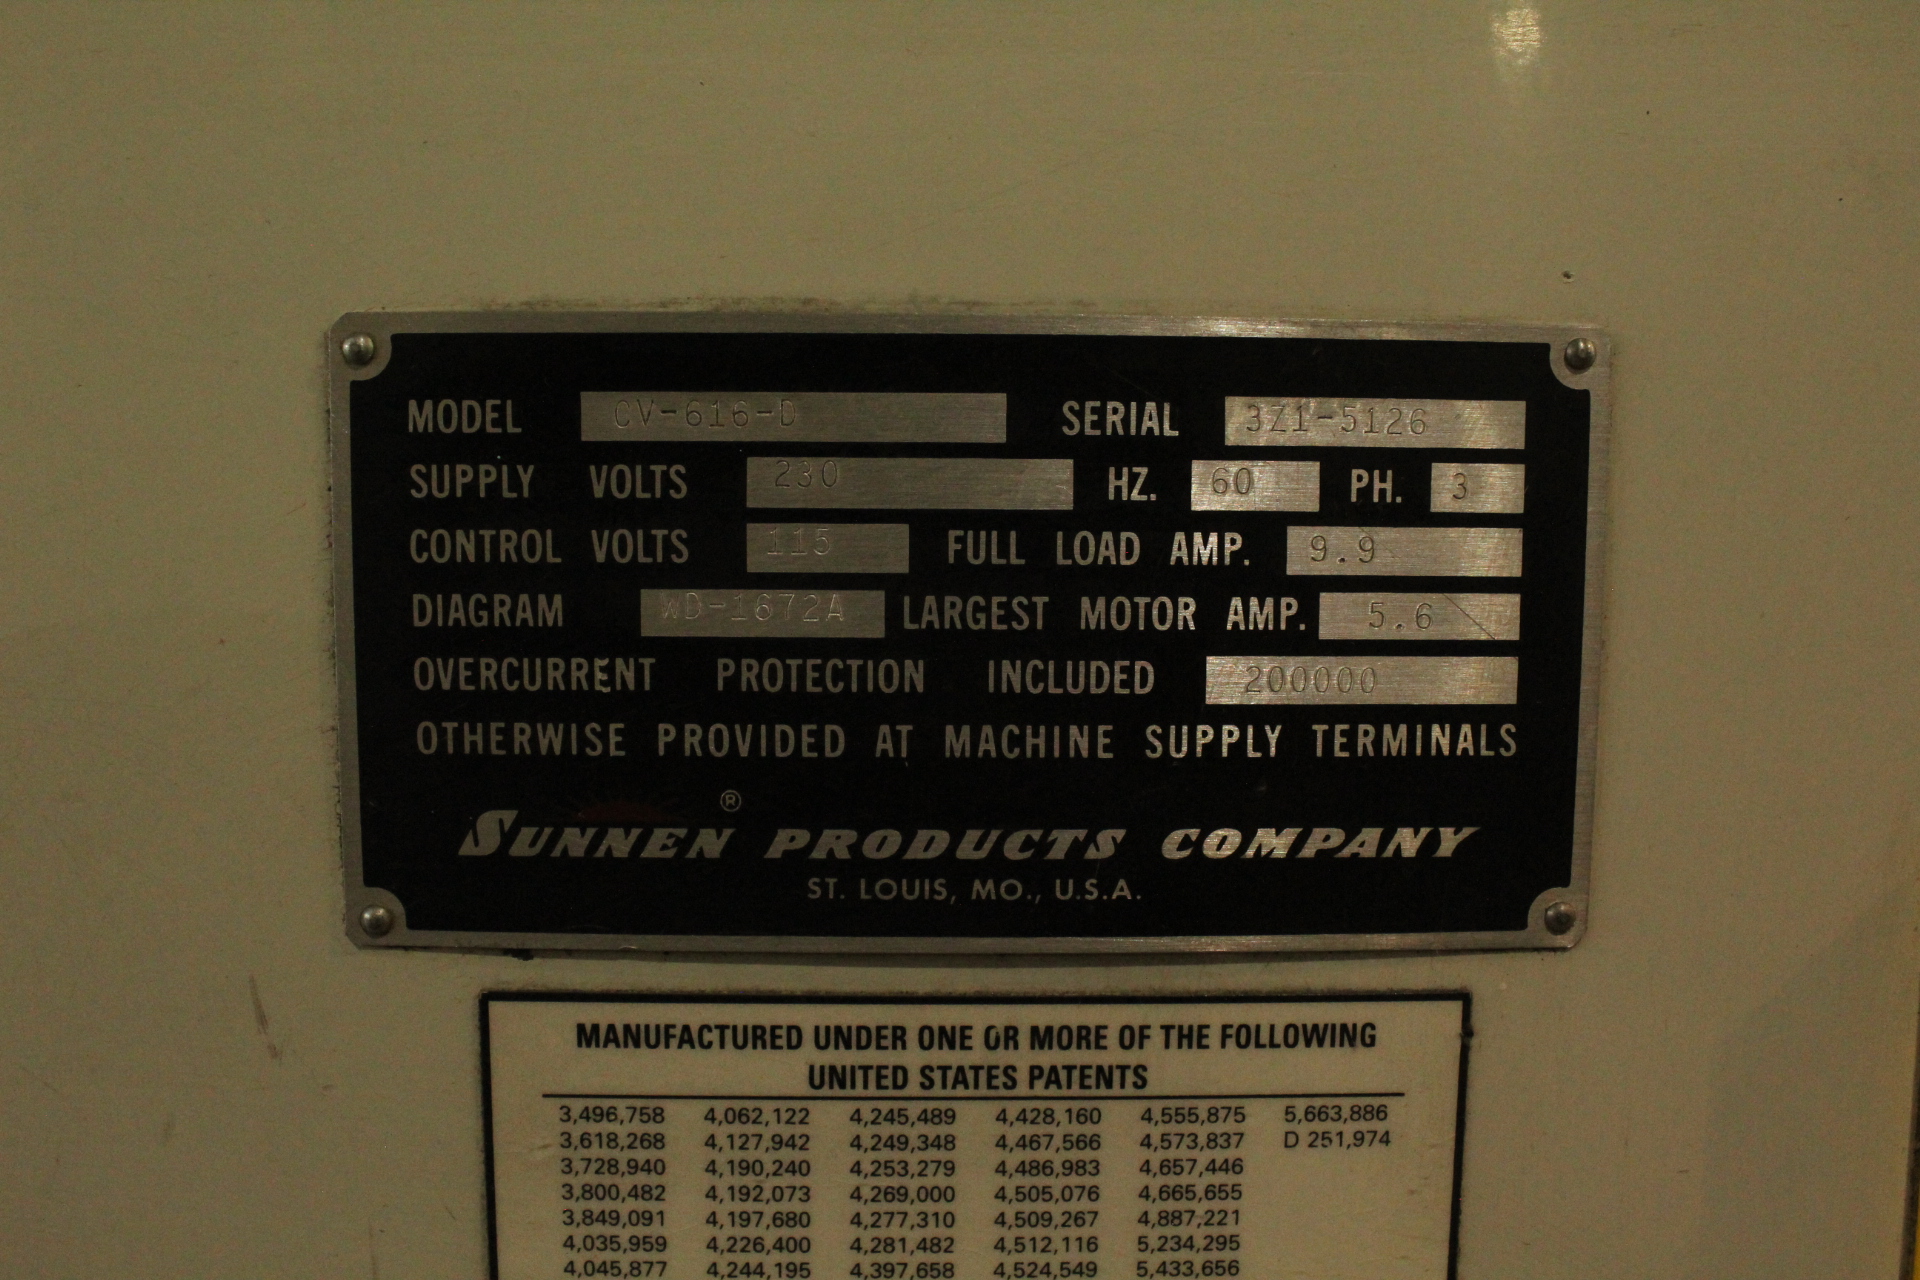 MODEL CV-616-D SERIAL 3Z1-5126
SUPPLY VOLTS 230 HZ. 60 PH. 3
CONTROL VOLTS 115 FULL LOAD AMP. 9.9
DIAGRAM WD-1672A LARGEST MOTOR AMP. 5.6
OVERCURRENT PROTECTION INCLUDED 200000
OTHERWISE PROVIDED AT MACHINE SUPPLY TERMINALS
SUNNEN® PRODUCTS COMPANY
ST. LOUIS, MO., U.S.A.
MANUFACTURED UNDER ONE OR MORE OF THE FOLLOWING
UNITED STATES PATENTS
3,496,758 4,062,122 4,245,489 4,428,160 4,555,875 5,663,886
3,618,268 4,127,942 4,249,348 4,467,566 4,573,837 D 251,974
3,728,940 4,190,240 4,253,279 4,486,983 4,657,446
3,800,482 4,192,073 4,269,000 4,505,076 4,665,655
3,849,091 4,197,680 4,277,310 4,509,267 4,887,221
4,035,959 4,226,400 4,281,482 4,512,116 5,234,295
4,045,877 4,244,195 4,397,658 4,524,549 5,433,656